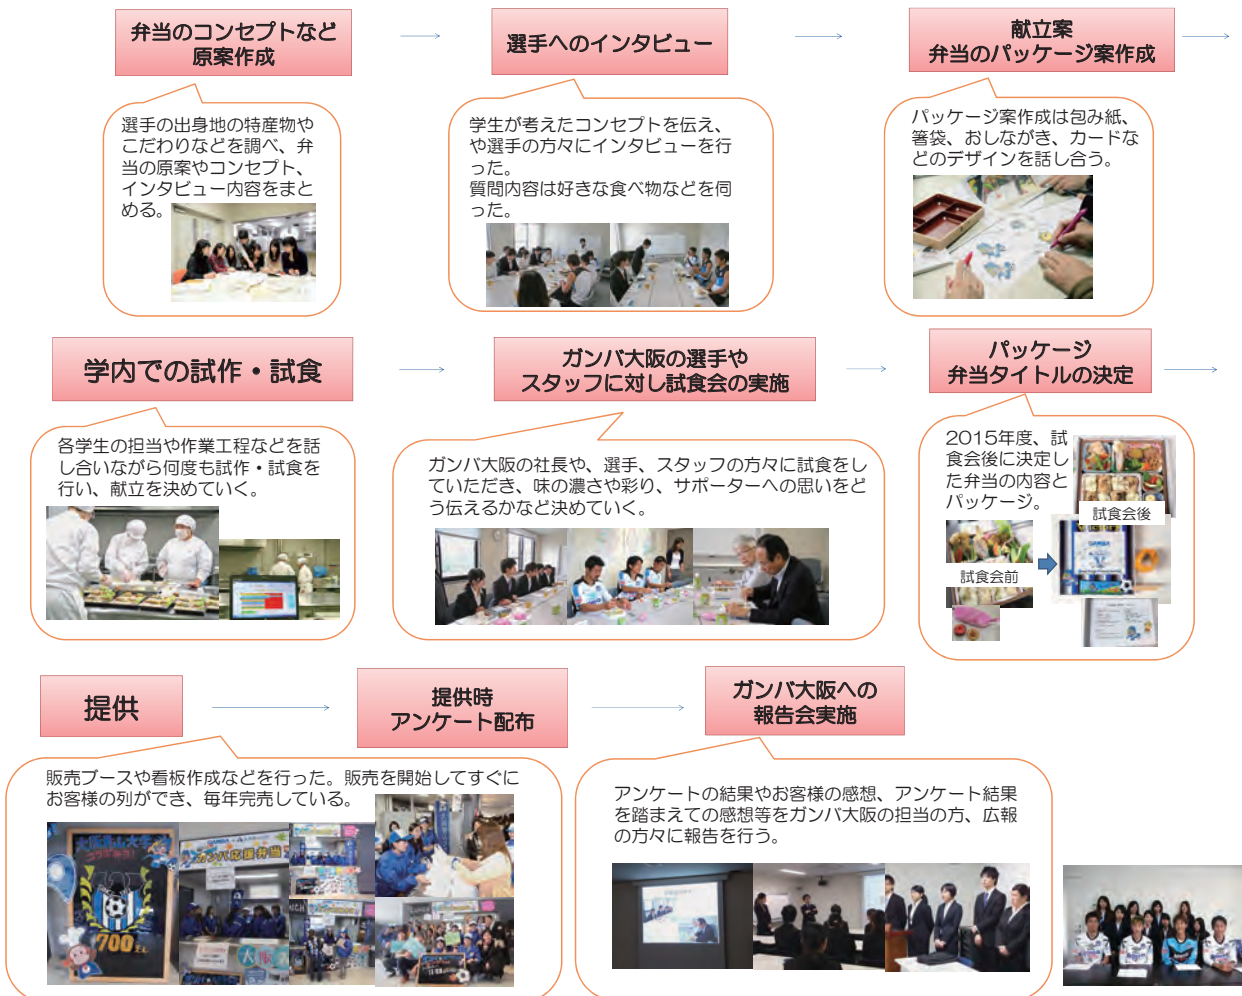 弁当のコンセプトなど
原案作成
選手へのインタビュー
献立案
弁当のパッケージ案作成
選手の出身地の特産物や
こだわりなどを調べ、弁
当の原案やコンセプト、
インタビュー内容をまと
める。
学生が考えたコンセプトを伝え、
や選手の方々にインタビューを行
った。
質問内容は好きな食べ物などを伺
った。
パッケージ案作成は包み紙、
箸袋、おしながき、カードな
どのデザインを話し合う。
学内での試作・試食
ガンバ大阪の選手や
スタッフに対し試食会の実施
パッケージ
弁当タイトルの決定
各学生の担当や作業工程などを話
し合いながら何度も試作・試食を
行い、献立を決めていく。
ガンバ大阪の社長や、選手、スタッフの方々に試食をし
ていただき、味の濃さや彩り、サポーターへの思いをど
う伝えるかなど決めていく。
2015年度、試
食会後に決定し
た弁当の内容と
パッケージ。
試食会後
試食会前
提供
提供時
アンケート配布
ガンバ大阪への
報告会実施
販売ブースや看板作成などを行った。販売を開始してすぐに
お客様の列ができ、毎年完売している。
アンケートの結果やお客様の感想、アンケート結果
を踏まえての感想等をガンバ大阪の担当の方、広報
の方々に報告を行う。
大阪青山大学
ガンバ応援弁当
700